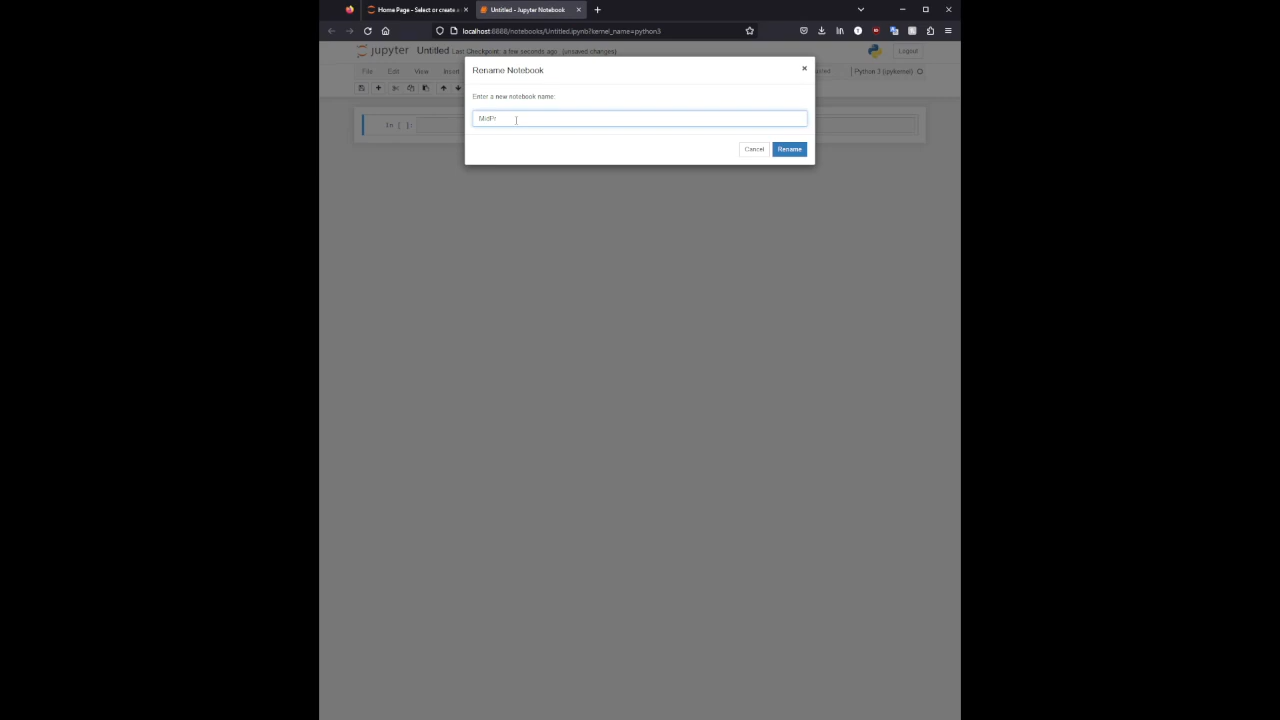 Home Page - Select or create a
Untitled - Jupyter Notebook
localhost:8888/notebooks/Untitled.ipynb?kernel_name=python3
jupyter Untitled Last Checkpoint: a few seconds ago (unsaved changes)
Logout
File Edit View Insert
Python 3 (ipykernel)
Rename Notebook
Enter a new notebook name:
MidPr
Cancel Rename
In [ ]: